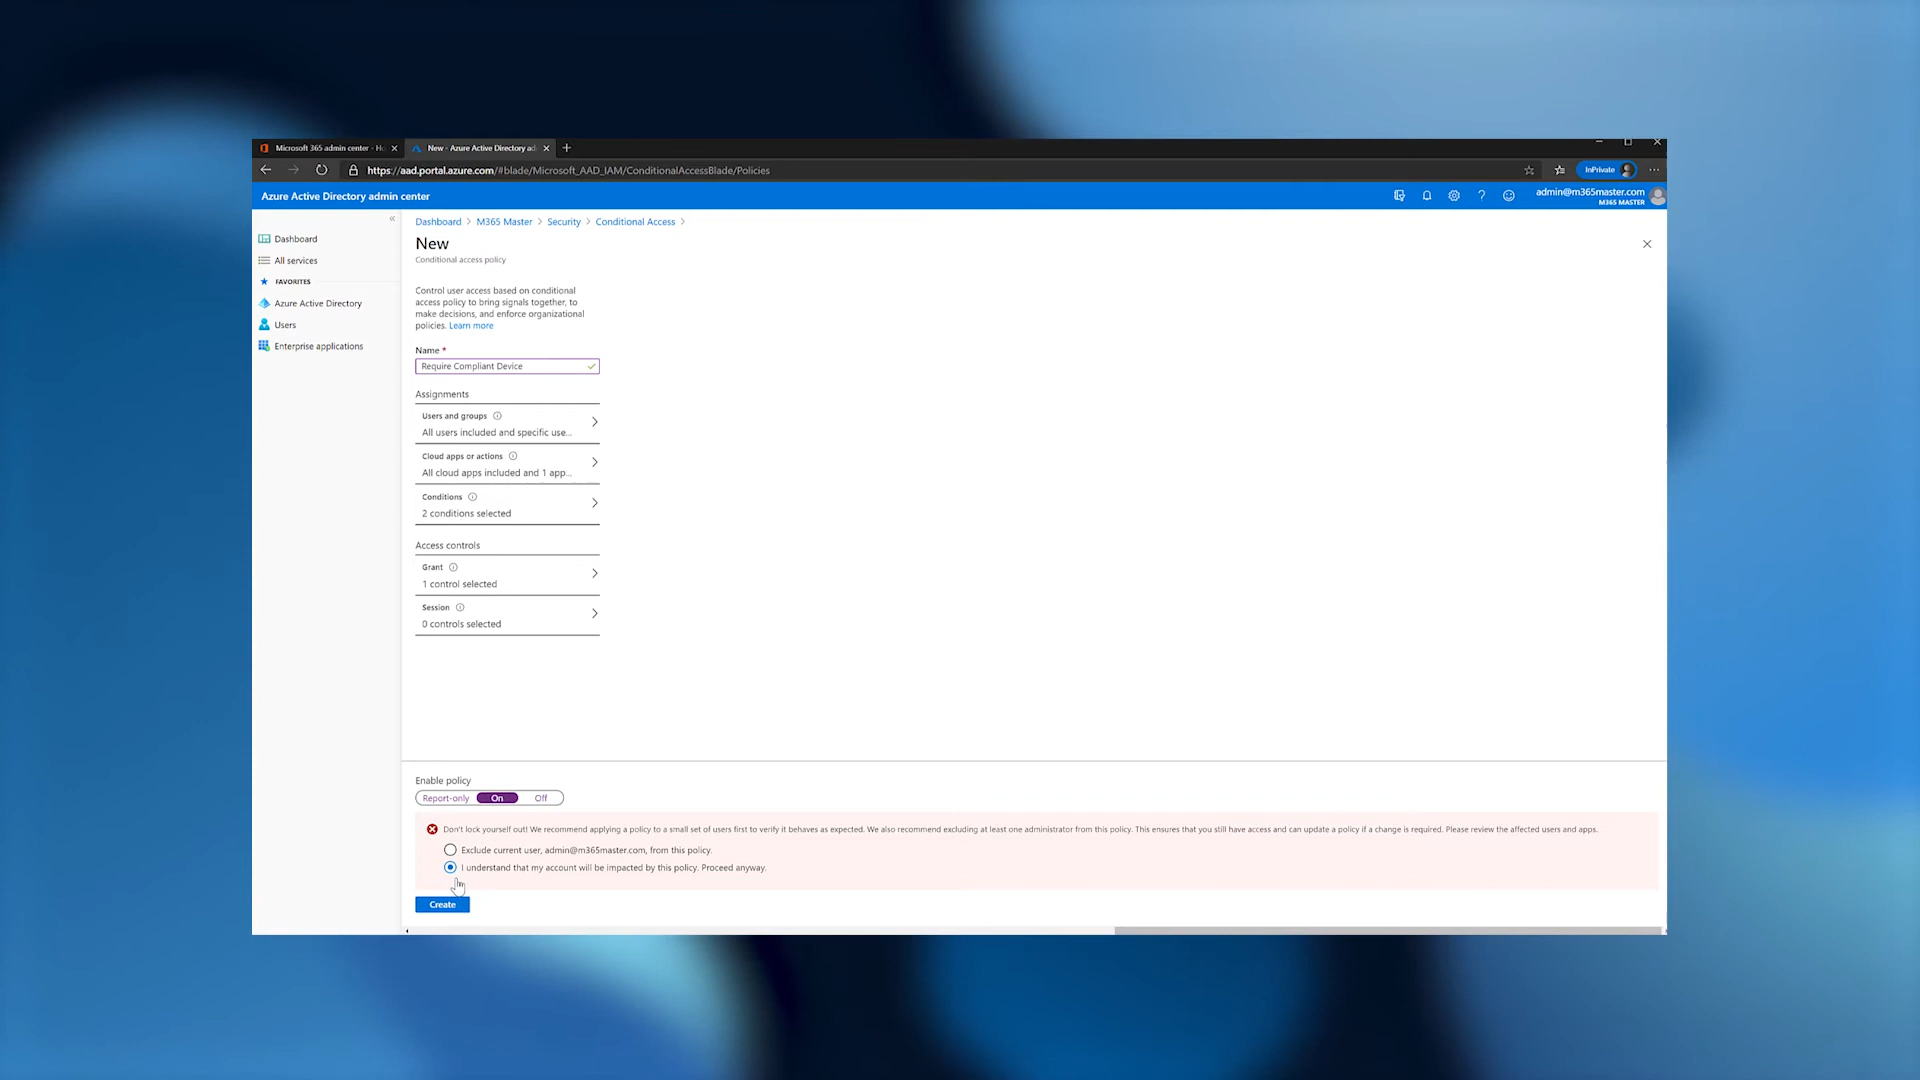 Microsoft 365 admin center - Ho
New - Azure Active Directory ad
https://aad.portal.azure.com/#blade/Microsoft_AAD_IAM/ConditionalAccessBlade/Policies
InPrivate
Azure Active Directory admin center
admin@m365master.com
M365 MASTER
Dashboard
All services
FAVORITES
Azure Active Directory
Users
Enterprise applications
Dashboard > M365 Master > Security > Conditional Access >
New
Conditional access policy
Control user access based on conditional
access policy to bring signals together, to
make decisions, and enforce organizational
policies. Learn more
Name *
Require Compliant Device
Assignments
Users and groups
All users included and specific use...
Cloud apps or actions
All cloud apps included and 1 app...
Conditions
2 conditions selected
Access controls
Grant
1 control selected
Session
0 controls selected
Enable policy
Report-only On Off
Don't lock yourself out! We recommend applying a policy to a small set of users first to verify it behaves as expected. We also recommend excluding at least one administrator from this policy. This ensures that you still have access and can update a policy if a change is required. Please review the affected users and apps.
Exclude current user, admin@m365master.com, from this policy.
I understand that my account will be impacted by this policy. Proceed anyway.
Create